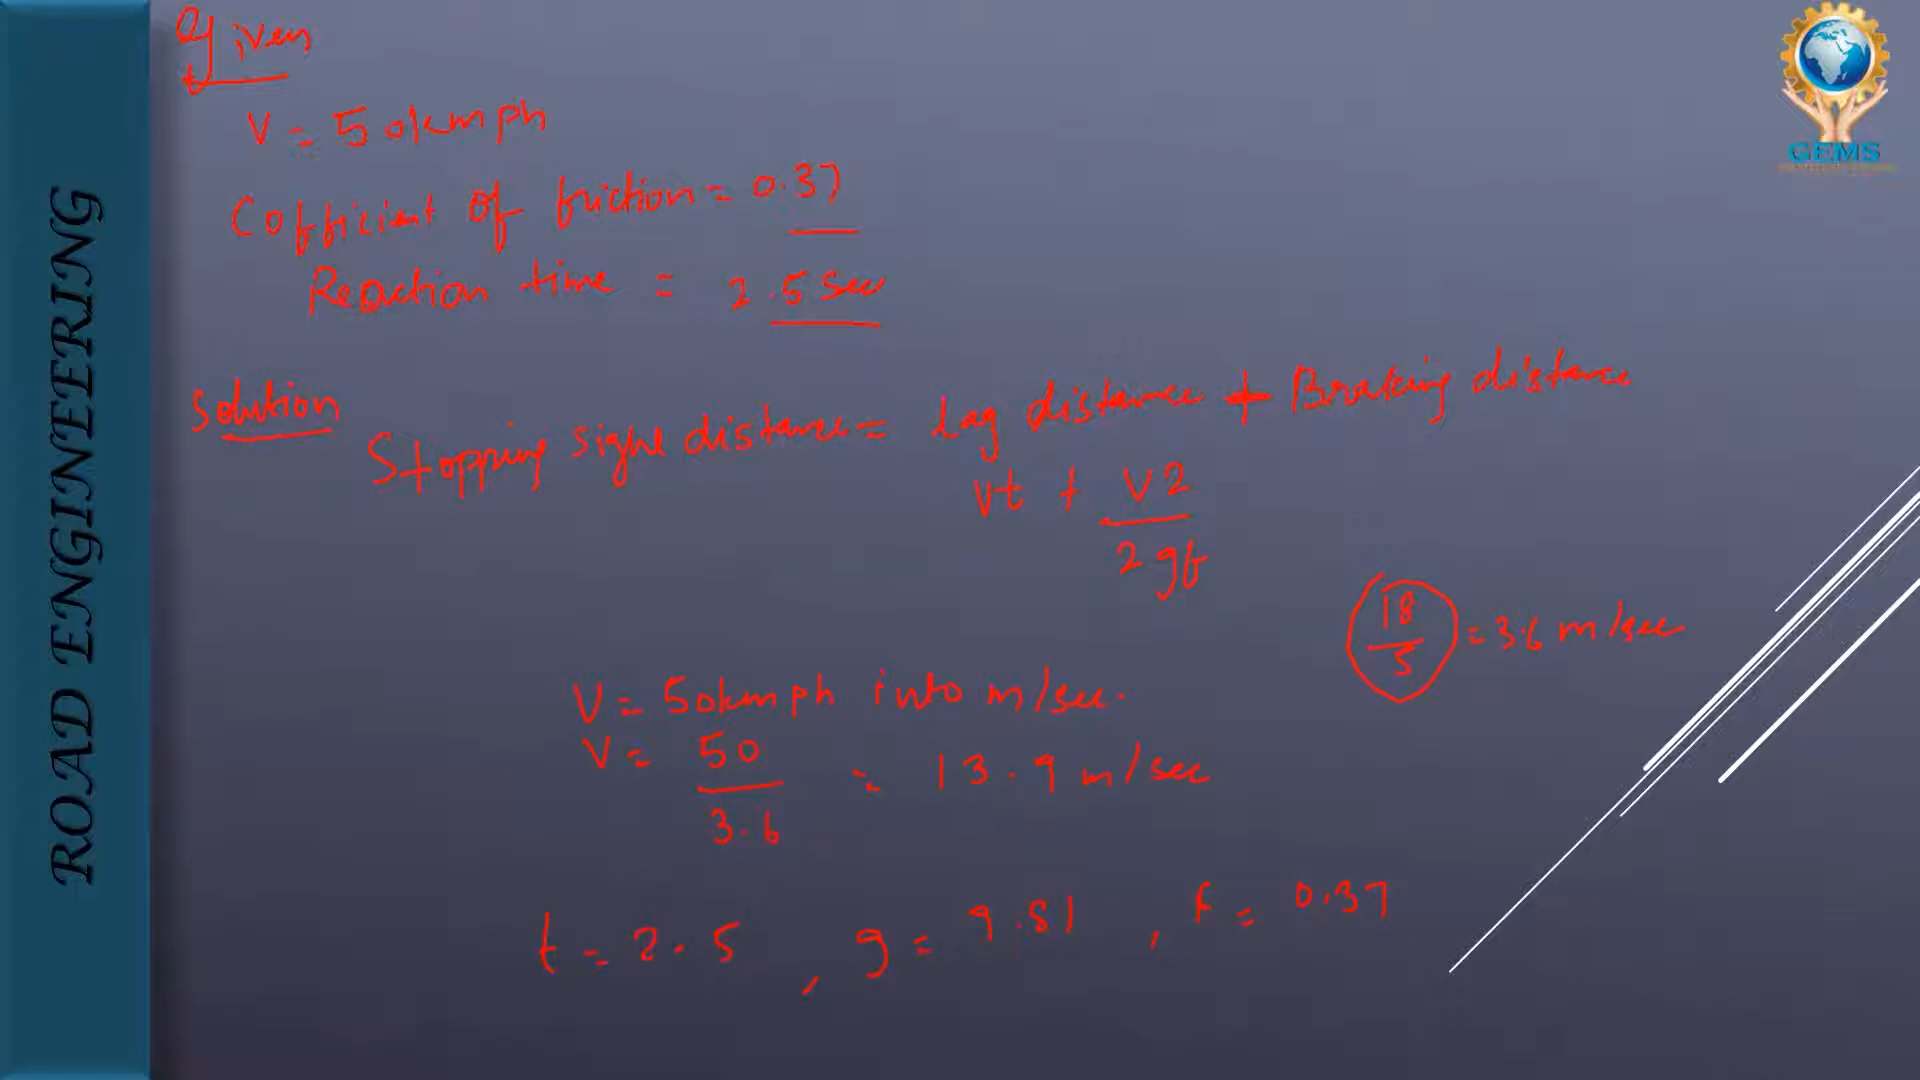 ROAD ENGINEERING
Given
V = 50kmph
Cofficient of friction = 0.37
Reaction time = 2.5 Sec
Solution
Stopping sight distance = Lag distance + Braking distance
Vt + V2
2gf
18
5
= 3.6 m/sec
V = 50kmph into m/sec.
V = 50
3.6
= 13.9 m/sec
t = 2.5 , g = 9.81 , f = 0.37
GEMS